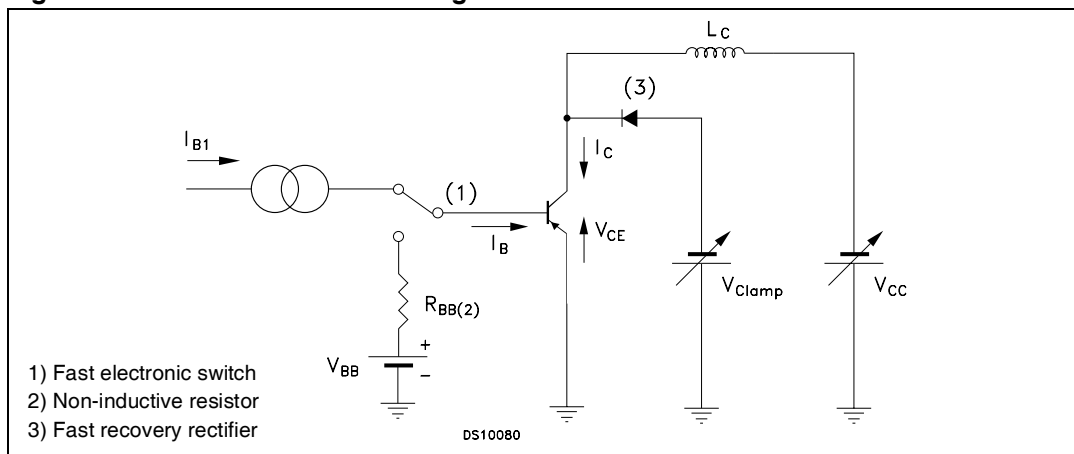 L_C
(3)
I_B1
I_C
(1)
I_B
V_CE
V_Clamp
V_CC
R_BB(2)
V_BB
+
–
1) Fast electronic switch
2) Non-inductive resistor
3) Fast recovery rectifier
DS10080